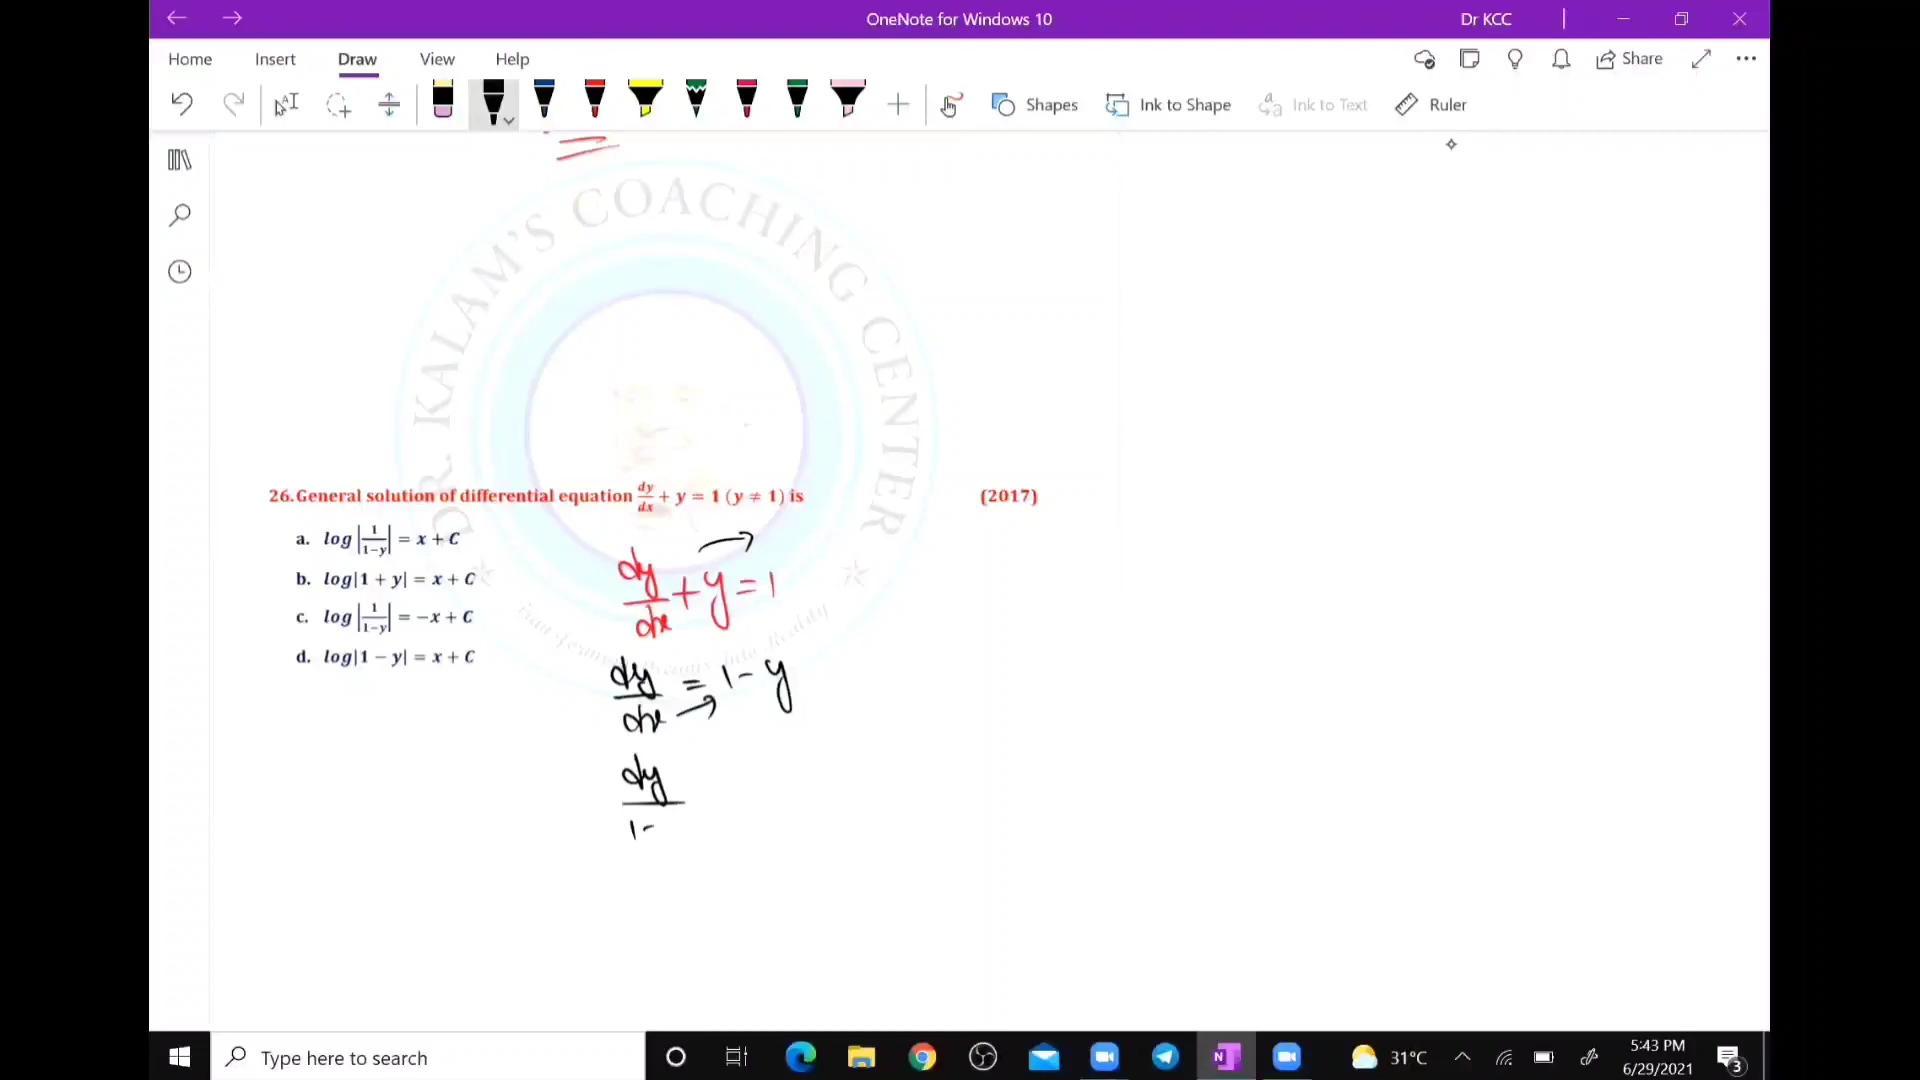 OneNote for Windows 10
Dr KCC
Home Insert Draw View Help
Share
Shapes
Ink to Shape
Ink to Text
Ruler
DR. KALAM'S COACHING CENTER
26.General solution of differential equation dy/dx + y = 1 ( y ≠ 1) is (2017)
a. log|1/1−y| = x + C
b. log|1 + y| = x + C
c. log|1/1−y| = −x + C
d. log|1 − y| = x + C
dy/dx + y = 1
dy/dx = 1 - y
dy/1-
Type here to search
31°C
5:43 PM
6/29/2021
3